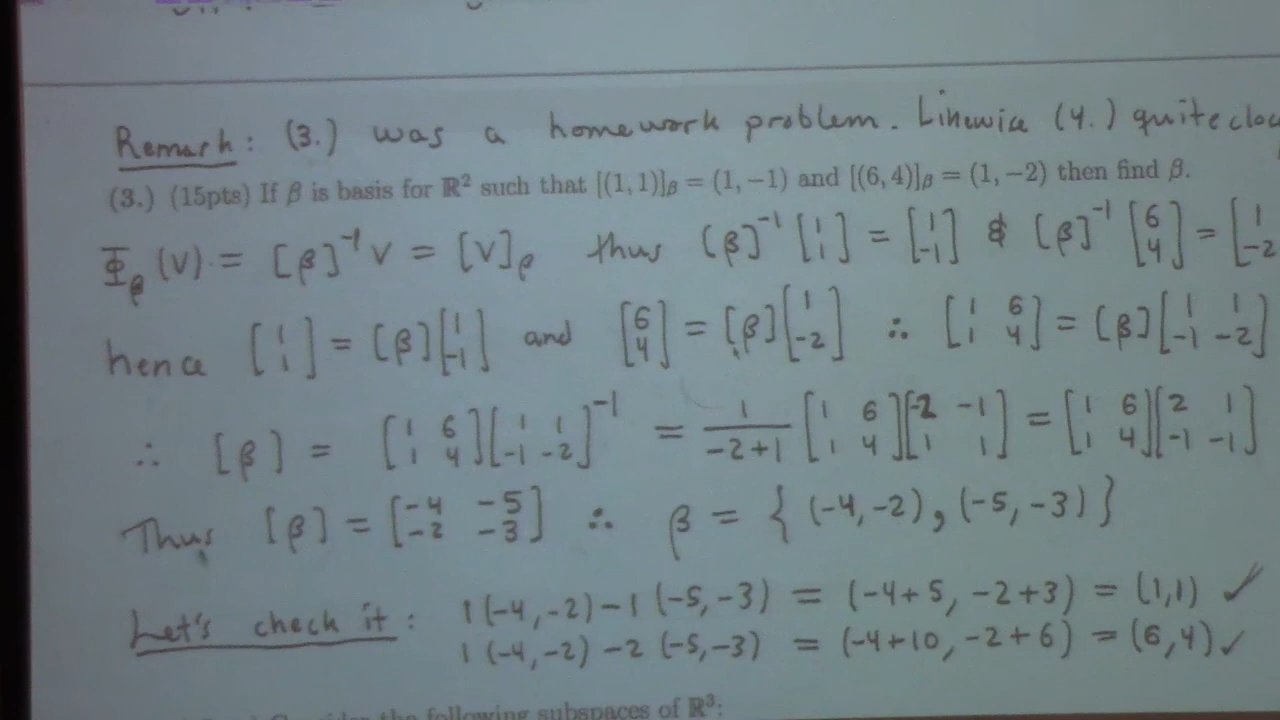 Remark: (3.) was a homework problem. Likewise (4.) quite
(3.) (15pts) If β is basis for ℝ² such that [(1, 1)]β = (1, −1) and [(6, 4)]β = (1, −2) then find β.
Φβ(v) = [β]⁻¹ v = [v]β thus [β]⁻¹ [1; 1] = [1; -1] & [β]⁻¹ [6; 4] = [1; -2
hence [1; 1] = [β][1; -1] and [6; 4] = [β][1; -2] ∴ [1 6; 1 4] = [β][1 1; -1 -2]
∴ [β] = [1 6; 1 4][1 1; -1 -2]⁻¹ = 1/(-2+1) [1 6; 1 4][-2 -1; 1 1] = [1 6; 1 4][2 1; -1 -1]
Thus [β] = [-4 -5; -2 -3] ∴ β = { (-4,-2), (-5,-3) }
Let's check it: 1(-4,-2) -1(-5,-3) = (-4+5, -2+3) = (1,1) ✓
1(-4,-2) -2(-5,-3) = (-4+10, -2+6) = (6,4) ✓
the following subspaces of ℝ³: